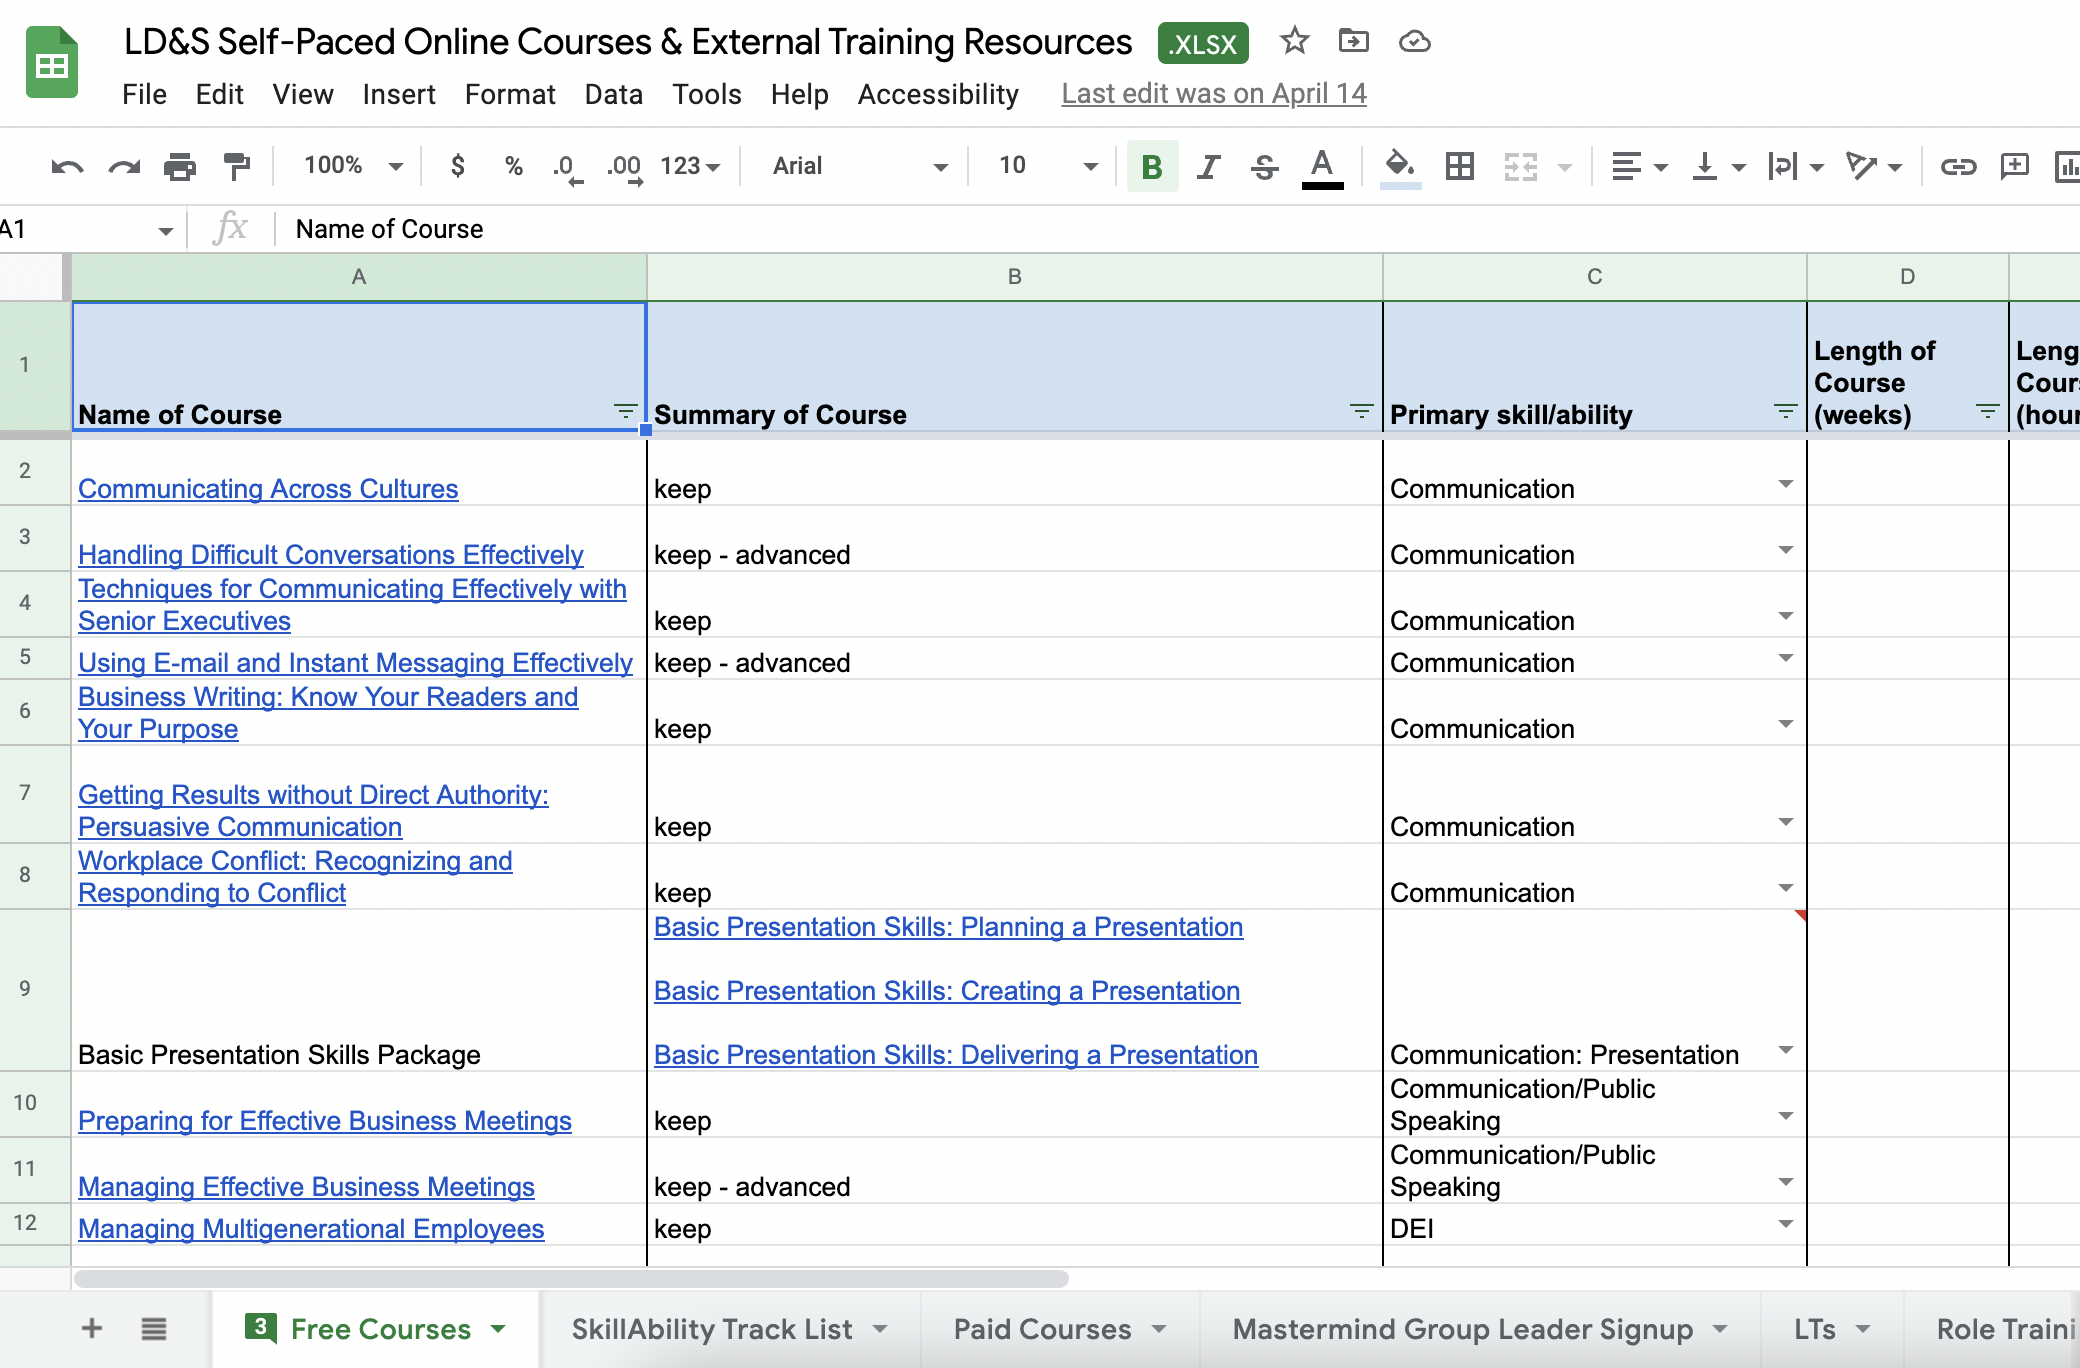 LD&S Self-Paced Online Courses & External Training Resources .XLSX
File Edit View Insert Format Data Tools Help Accessibility Last edit was on April 14
100% $ % .0 .00 123 Arial 10 B I S A
A1 fx Name of Course
A B C D
1 Name of Course Summary of Course Primary skill/ability Length of Course (weeks)
2 Communicating Across Cultures keep Communication
3 Handling Difficult Conversations Effectively keep - advanced Communication
4 Techniques for Communicating Effectively with
Senior Executives keep Communication
5 Using E-mail and Instant Messaging Effectively keep - advanced Communication
6 Business Writing: Know Your Readers and
Your Purpose keep Communication
7 Getting Results without Direct Authority:
Persuasive Communication keep Communication
8 Workplace Conflict: Recognizing and
Responding to Conflict keep Communication
Basic Presentation Skills: Planning a Presentation
9 Basic Presentation Skills: Creating a Presentation
Basic Presentation Skills Package Basic Presentation Skills: Delivering a Presentation Communication: Presentation
10 Preparing for Effective Business Meetings keep Communication/Public
Speaking
11 Managing Effective Business Meetings keep - advanced Communication/Public
Speaking
12 Managing Multigenerational Employees keep DEI
3 Free Courses SkillAbility Track List Paid Courses Mastermind Group Leader Signup LTs Role Traini